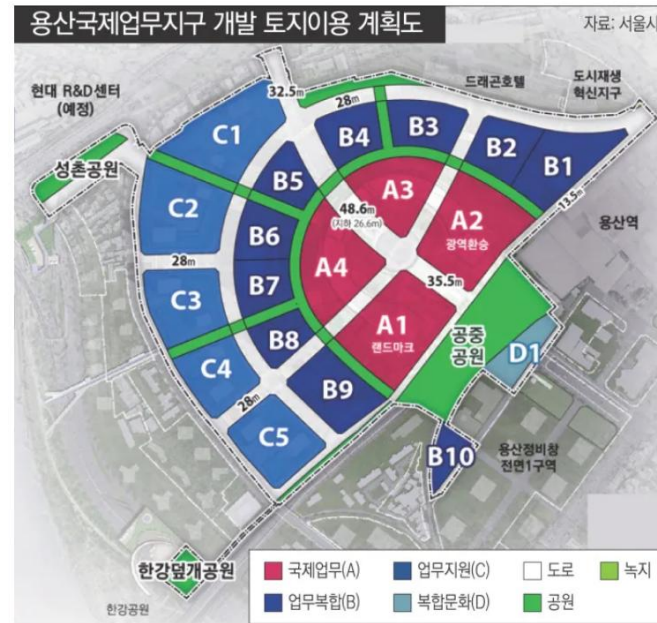 용산국제업무지구 개발 토지이용 계획도
자료: 서울시
현대 R&D센터
(예정)
32.5m
드래곤호텔
도시재생
혁신지구
28m
C1
B4
B3
B2
B1
성촌공원
B5
A3
13.5m
C2
48.6m
(지하 26.6m)
A2
광역환승
용산역
B6
28m
A4
35.5m
B7
C3
A1
랜드마크
공중
공원
D1
B8
C4
B9
28m
C5
B10
용산정비창
전면1구역
한강덮개공원
한강공원
국제업무(A)
업무지원(C)
도로
녹지
업무복합(B)
복합문화(D)
공원